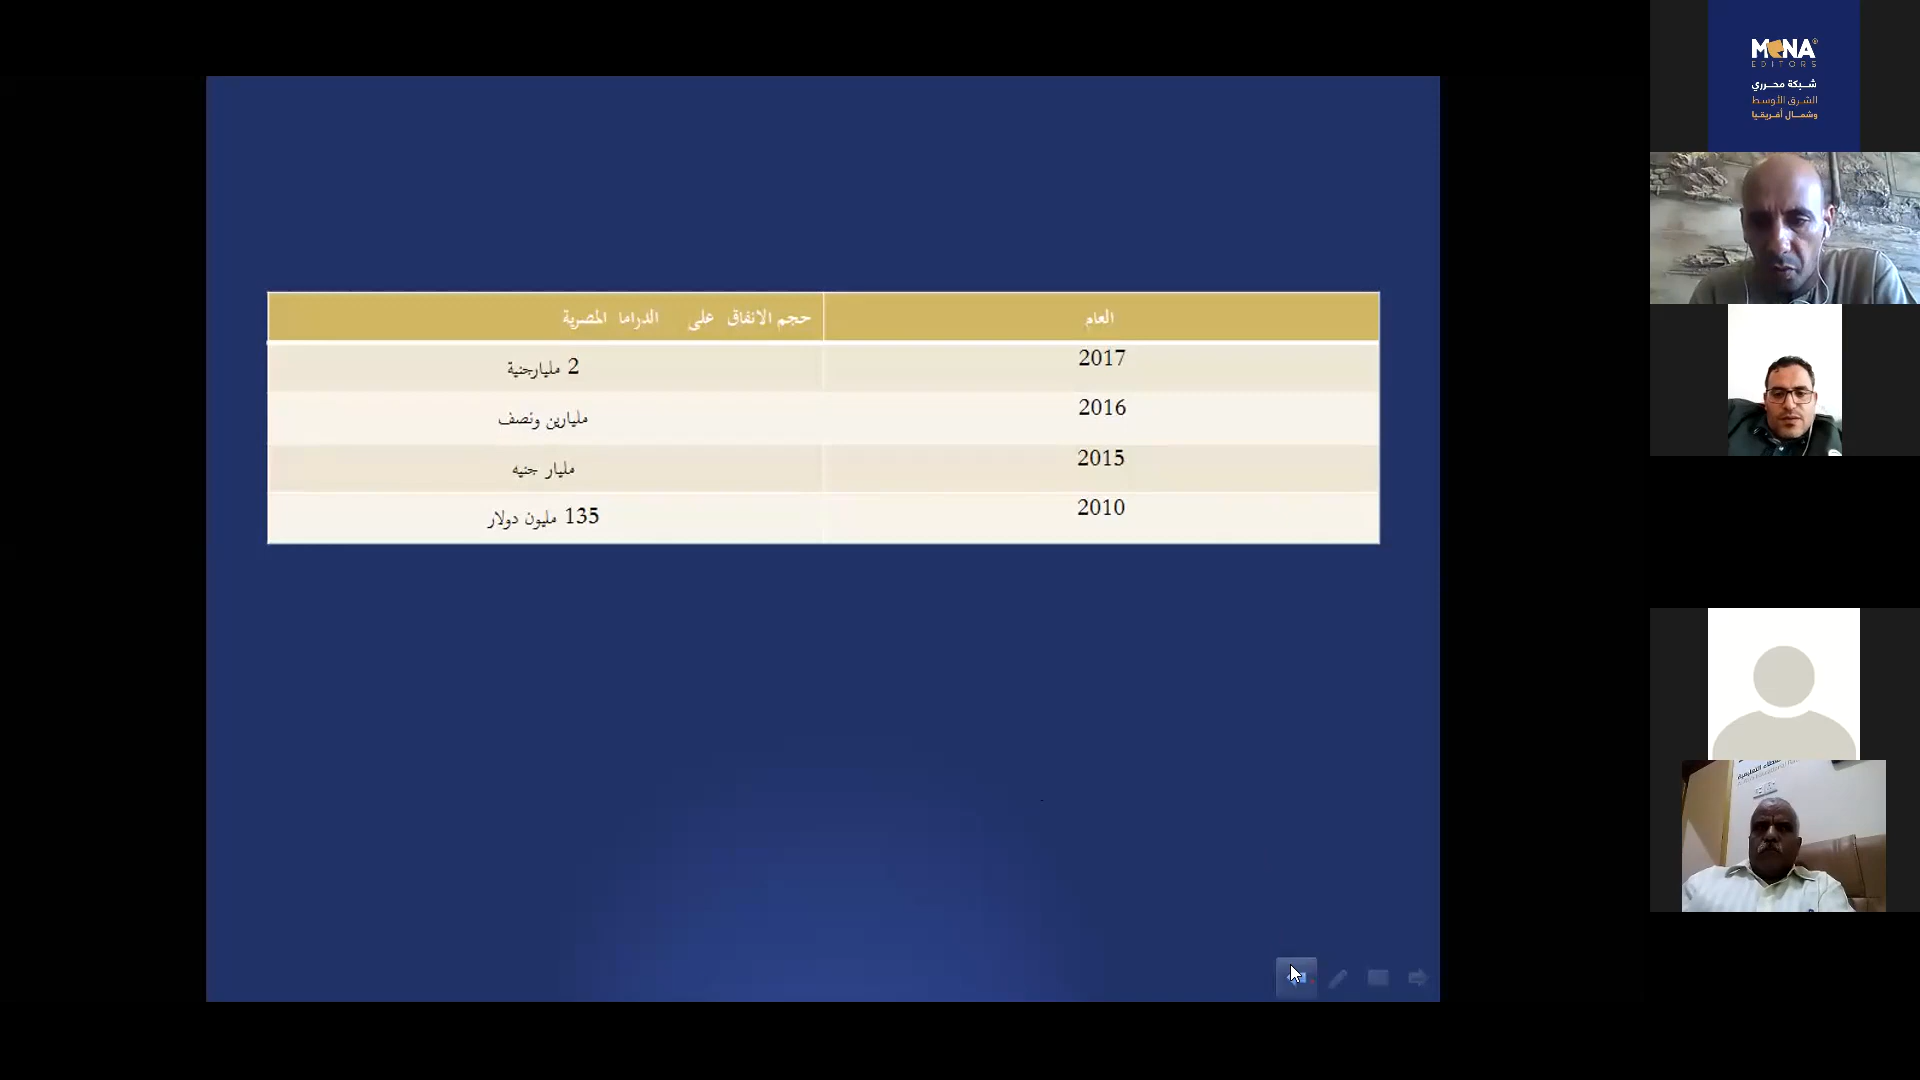 العام
حجم الانفاق على الدراما المصرية
2017
2 مليارجنية
2016
مليارين ونصف
2015
مليار جنيه
2010
135 مليون دولار
MENA
EDITORS
شبكة محرري
الشرق الأوسط
وشمال أفريقيا